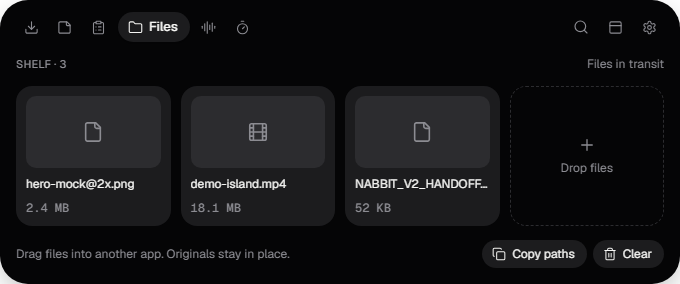 Files
SHELF · 3
Files in transit
hero-mock@2x.png
2.4 MB
demo-island.mp4
18.1 MB
NABBIT_V2_HANDOFF...
52 KB
Drop files
Drag files into another app. Originals stay in place.
Copy paths
Clear